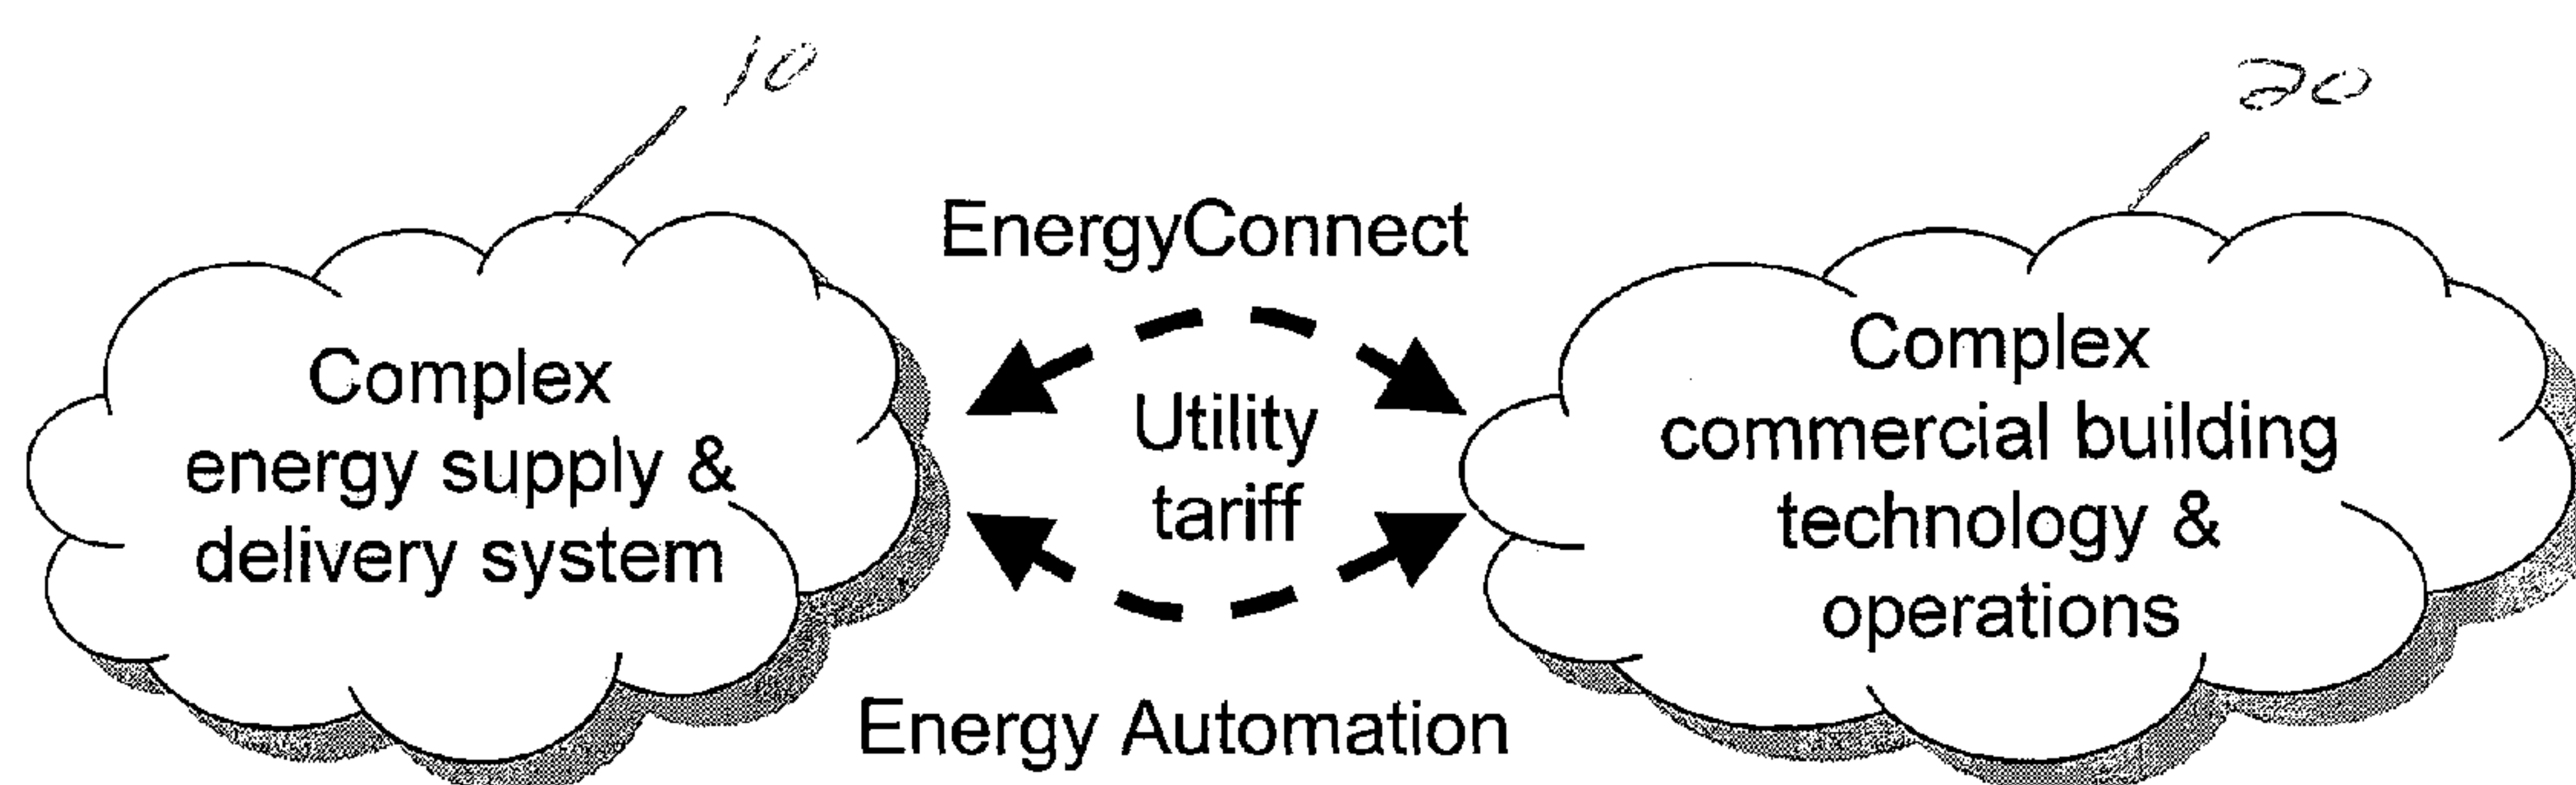 10
20
EnergyConnect
Complex
energy supply &
delivery system
Utility
tariff
Complex
commercial building
technology &
operations
Energy Automation